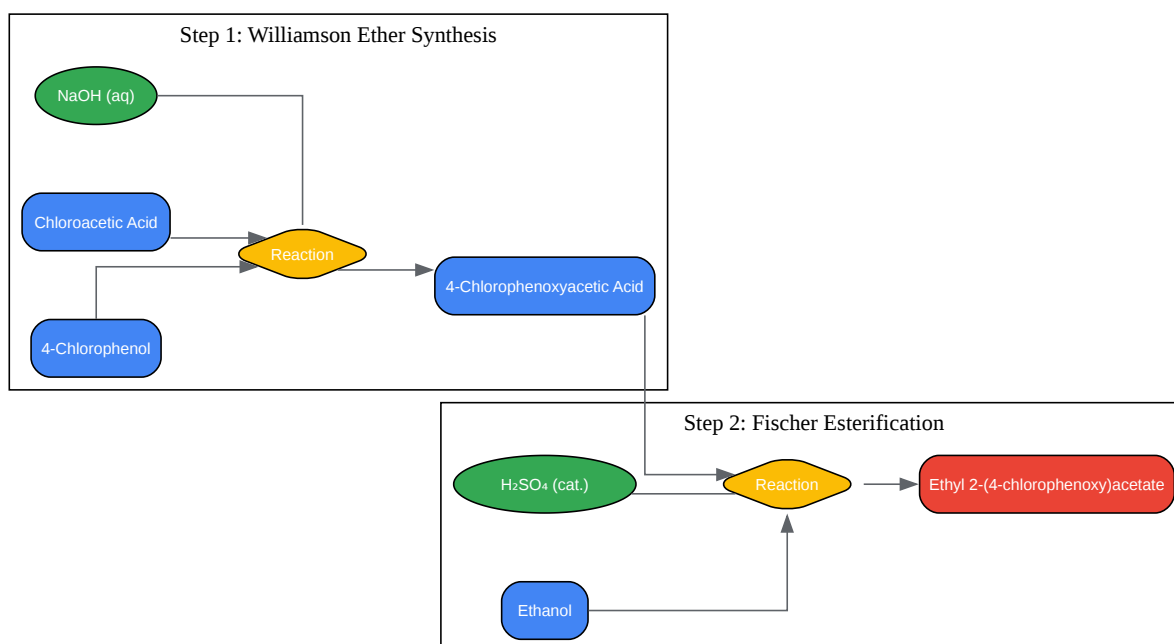 Step 1: Williamson Ether Synthesis
NaOH (aq)
Chloroacetic Acid
Reaction
4-Chlorophenoxyacetic Acid
4-Chlorophenol
Step 2: Fischer Esterification
H₂SO₄ (cat.)
Reaction
Ethyl 2-(4-chlorophenoxy)acetate
Ethanol